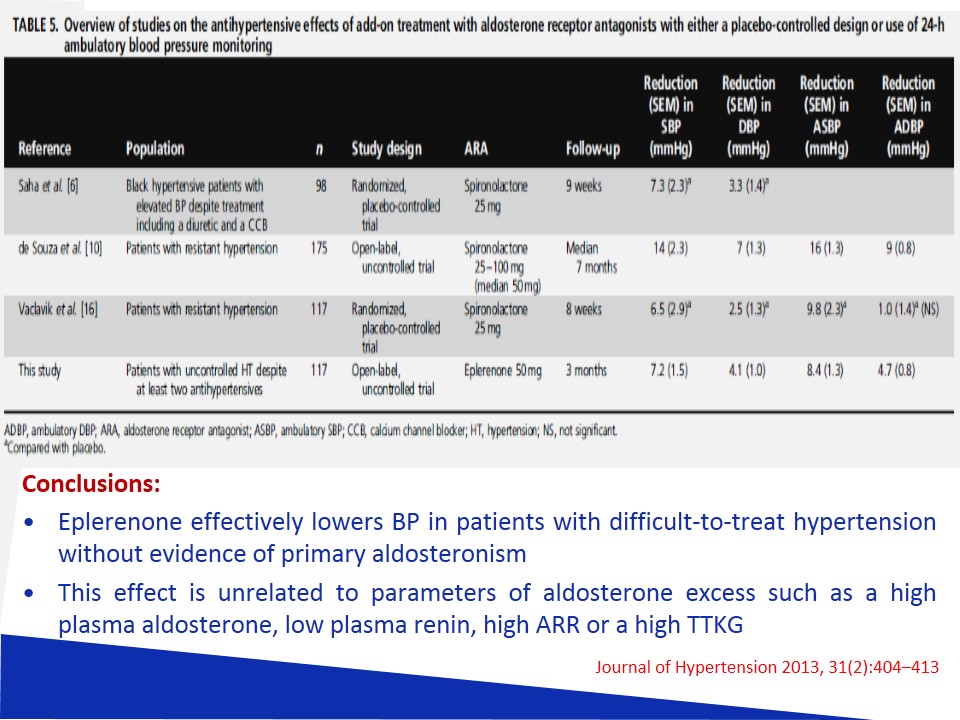 TABLE 5. Overview of studies on the antihypertensive effects of add-on treatment with aldosterone receptor antagonists with either a placebo-controlled design or use of 24-h
ambulatory blood pressure monitoring
Reduction Reduction Reduction Reduction
(SEM) in (SEM) in (SEM) in (SEM) in
SBP DBP ASBP ADBP
Reference Population n Study design ARA Follow-up (mmHg) (mmHg) (mmHg) (mmHg)
Saha et al. [6] Black hypertensive patients with 98 Randomized, Spironolactone 9 weeks 7.3 (2.3)ª 3.3 (1.4)ª
elevated BP despite treatment placebo-controlled 25 mg
including a diuretic and a CCB trial
de Souza et al. [10] Patients with resistant hypertension 175 Open-label, Spironolactone Median 14 (2.3) 7 (1.3) 16 (1.3) 9 (0.8)
uncontrolled trial 25–100 mg 7 months
(median 50 mg)
Vaclavik et al. [16] Patients with resistant hypertension 117 Randomized, Spironolactone 8 weeks 6.5 (2.9)ª 2.5 (1.3)ª 9.8 (2.3)ª 1.0 (1.4)ª (NS)
placebo-controlled 25 mg
trial
This study Patients with uncontrolled HT despite 117 Open-label, Eplerenone 50 mg 3 months 7.2 (1.5) 4.1 (1.0) 8.4 (1.3) 4.7 (0.8)
at least two antihypertensives uncontrolled trial
ADBP, ambulatory DBP; ARA, aldosterone receptor antagonist; ASBP, ambulatory SBP; CCB, calcium channel blocker; HT, hypertension; NS, not significant.
ªCompared with placebo.
Conclusions:
• Eplerenone effectively lowers BP in patients with difficult-to-treat hypertension
without evidence of primary aldosteronism
• This effect is unrelated to parameters of aldosterone excess such as a high
plasma aldosterone, low plasma renin, high ARR or a high TTKG
Journal of Hypertension 2013, 31(2):404–413